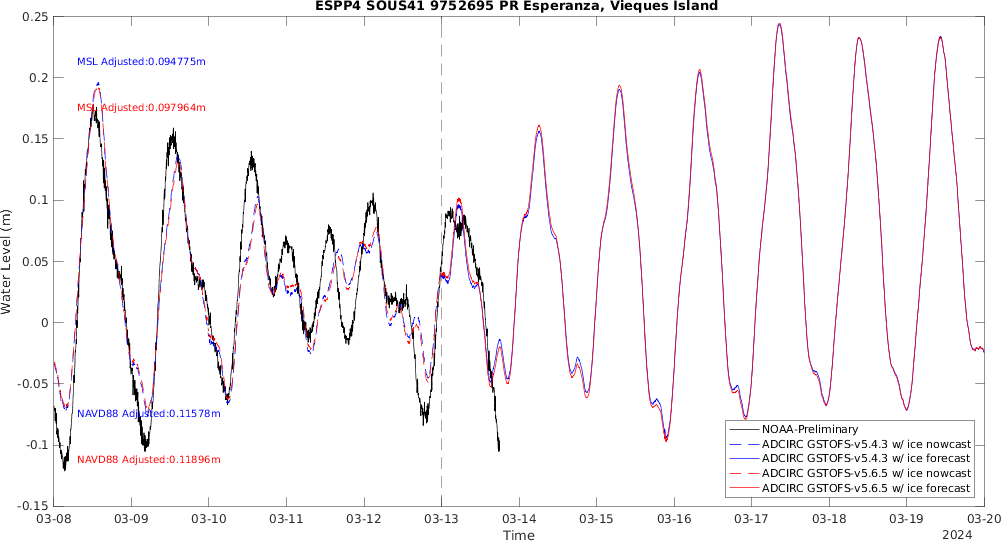 ESPP4 SOUS41 9752695 PR Esperanza, Vieques Island
0.25
0.2
0.15
0.1
0.05
0
-0.05
-0.1
-0.15
Water Level (m)
MSL Adjusted:0.094775m
MSL Adjusted:0.097964m
NAVD88 Adjusted:0.11578m
NAVD88 Adjusted:0.11896m
NOAA-Preliminary
ADCIRC GSTOFS-v5.4.3 w/ ice nowcast
ADCIRC GSTOFS-v5.4.3 w/ ice forecast
ADCIRC GSTOFS-v5.6.5 w/ ice nowcast
ADCIRC GSTOFS-v5.6.5 w/ ice forecast
03-08 03-09 03-10 03-11 03-12 03-13 03-14 03-15 03-16 03-17 03-18 03-19 03-20
Time
2024